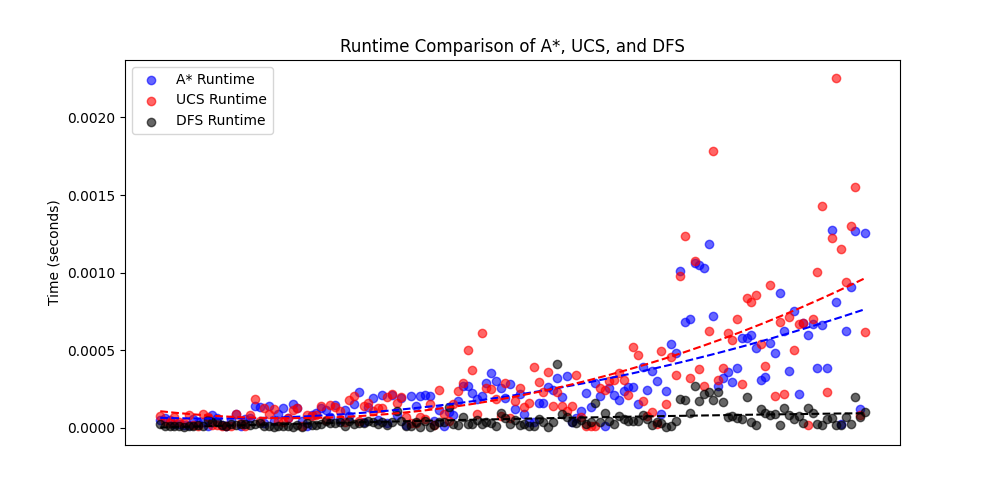 Runtime Comparison of A*, UCS, and DFS
A* Runtime
UCS Runtime
DFS Runtime
Time (seconds)
0.0020
0.0015
0.0010
0.0005
0.0000